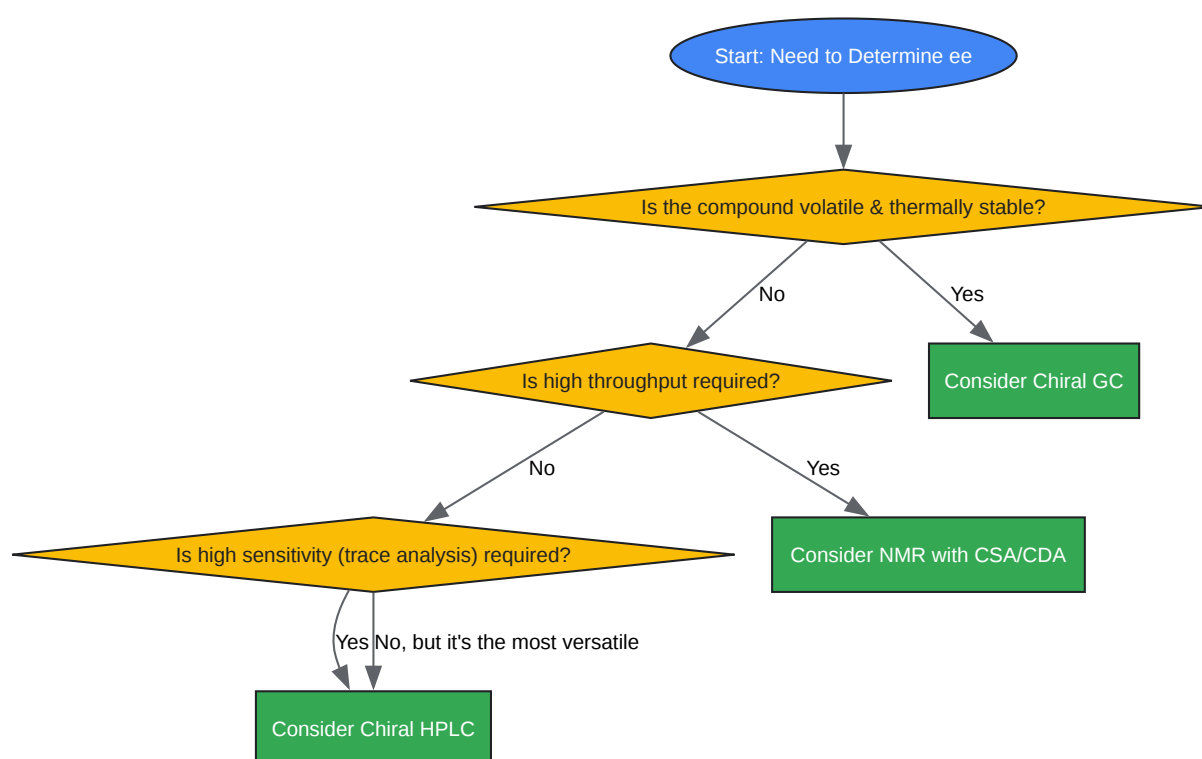 Start: Need to Determine ee
Is the compound volatile & thermally stable?
No
Yes
Is high throughput required?
Consider Chiral GC
No
Yes
Is high sensitivity (trace analysis) required?
Consider NMR with CSA/CDA
Yes
No, but it's the most versatile
Consider Chiral HPLC